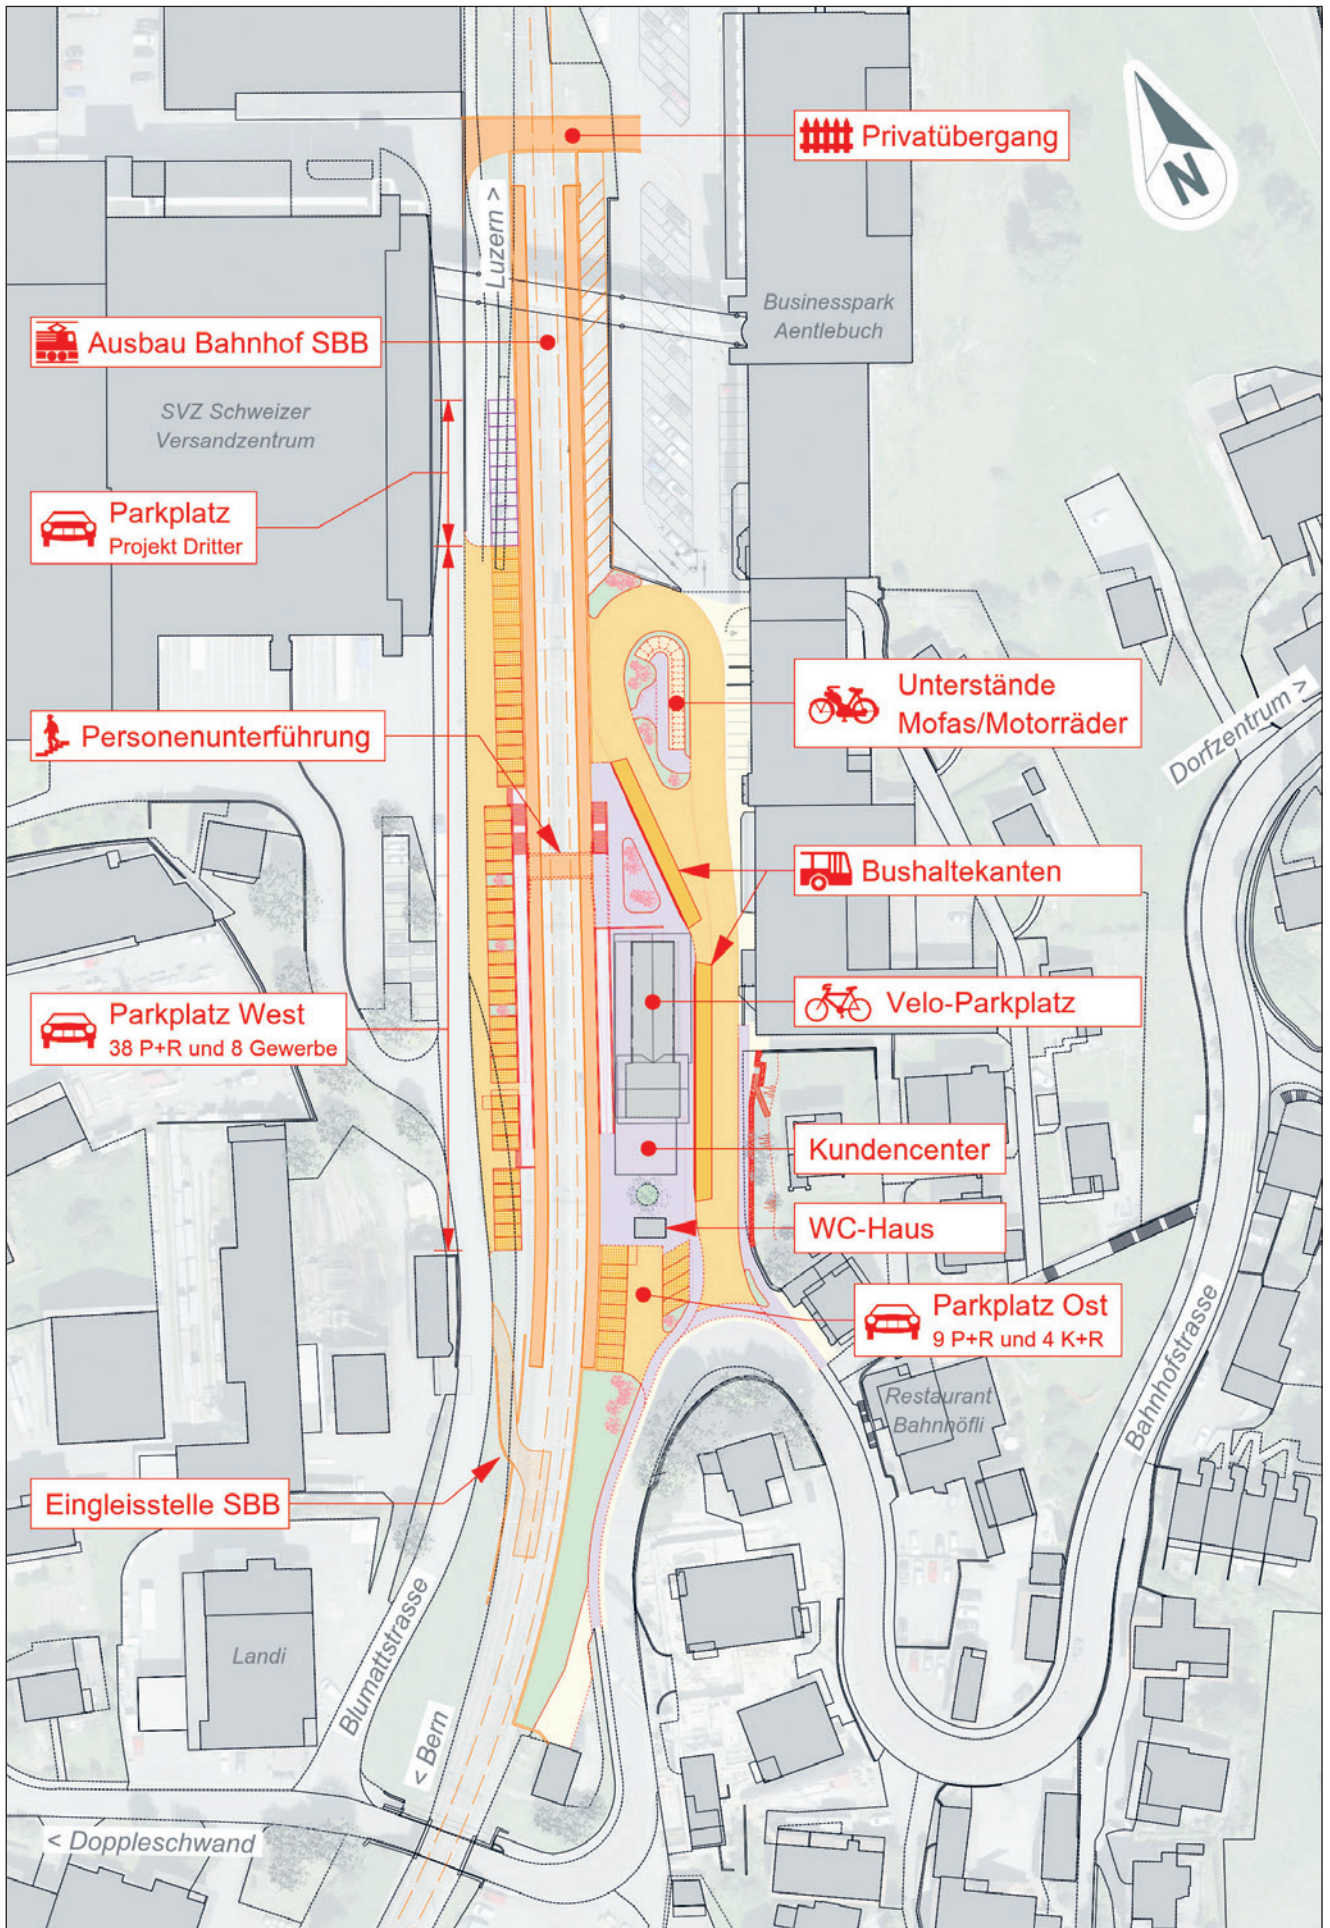 Privatübergang
N
Luzern >
Businesspark
Aentlebuch
Ausbau Bahnhof SBB
SVZ Schweizer
Versandzentrum
Parkplatz
Projekt Dritter
Unterstände
Mofas/Motorräder
Dorfzentrum >
Personenunterführung
Bushaltekanten
Velo-Parkplatz
Parkplatz West
38 P+R und 8 Gewerbe
Kundencenter
WC-Haus
Parkplatz Ost
9 P+R und 4 K+R
Restaurant
Bahnhöfli
Bahnhofstrasse
Eingleisstelle SBB
Landi
Blumattstrasse
< Bern
< Doppleschwand